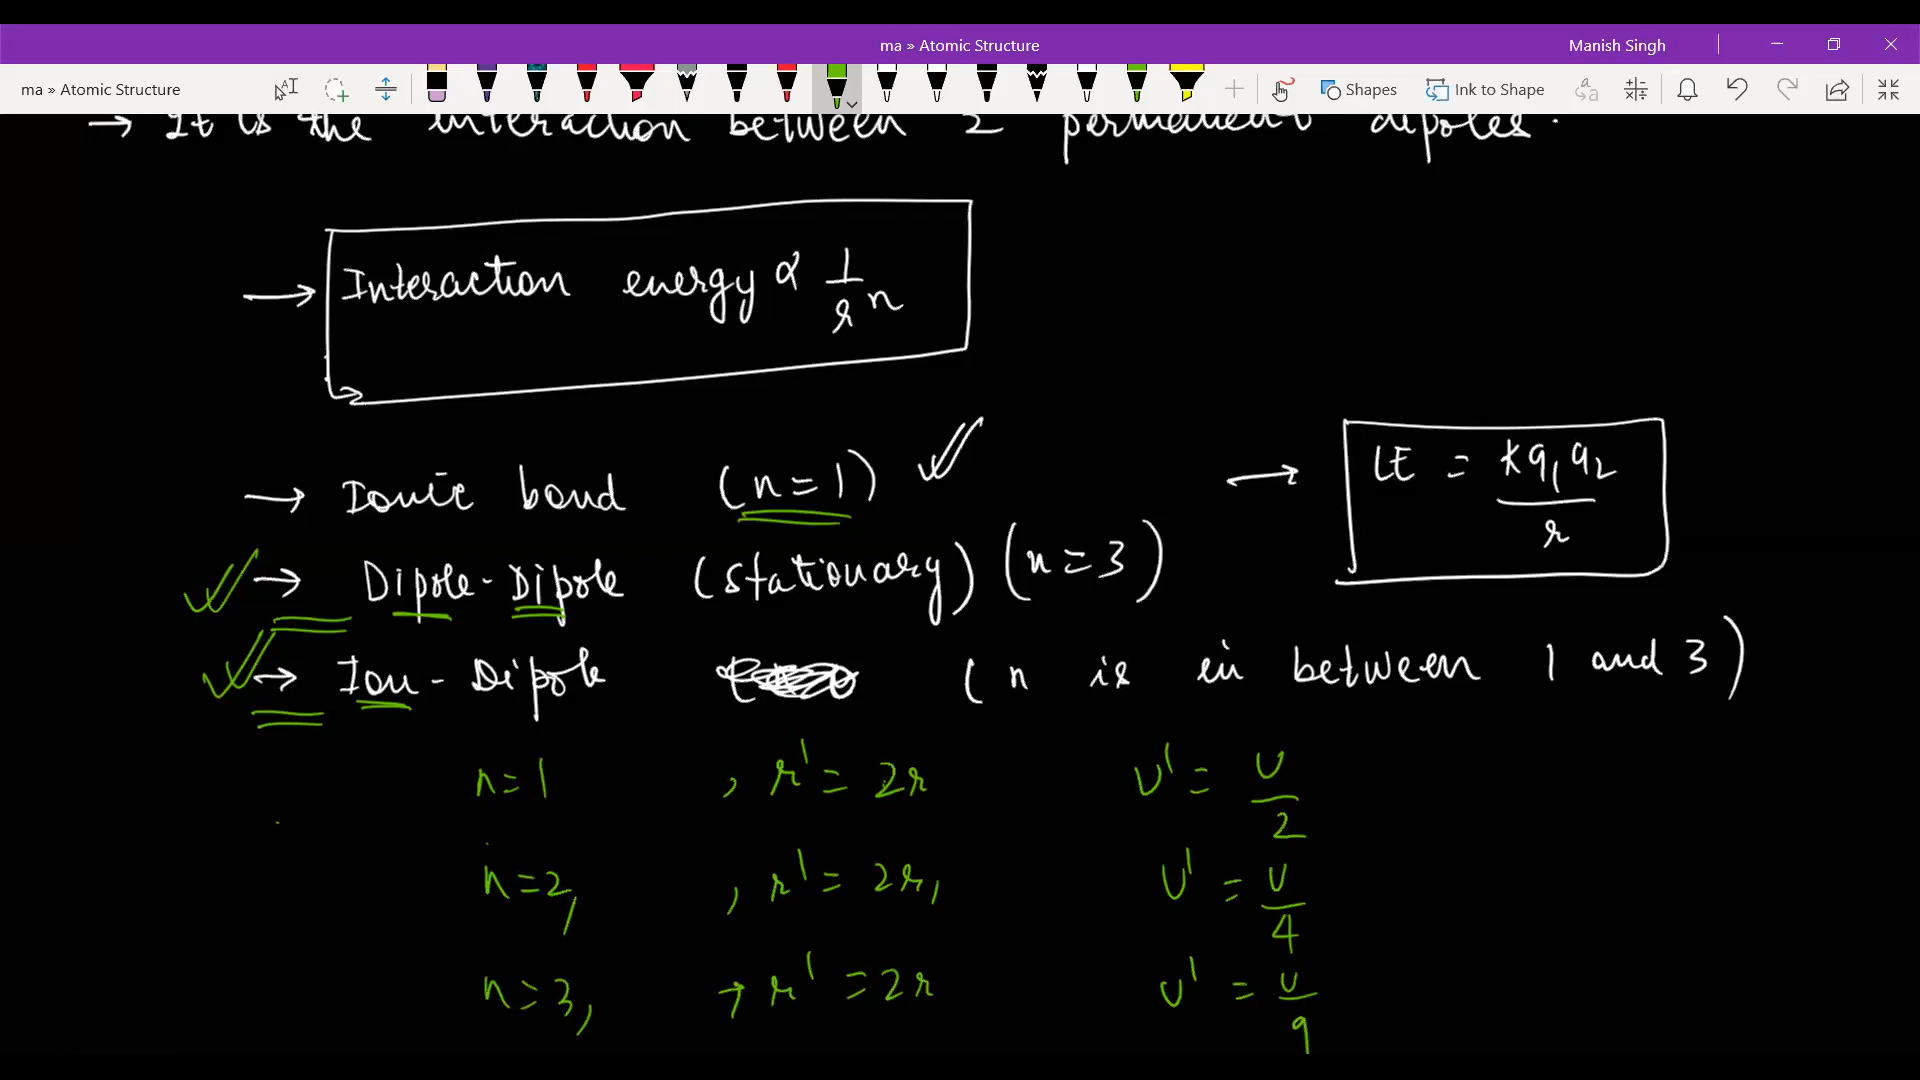 ma » Atomic Structure
Manish Singh
ma » Atomic Structure
Shapes
Ink to Shape
→ It is the interaction between 2 permanent dipoles.
→ Interaction energy ∝ 1/r^n
→ Ionic bond (n=1)
→ LE = kq1q2/r
→ Dipole-Dipole (stationary) (n=3)
→ Ion-Dipole (n is in between 1 and 3)
n=1 , r' = 2r U' = U/2
n=2, , r' = 2r, U' = U/4
n=3, → r' = 2r U' = U/9